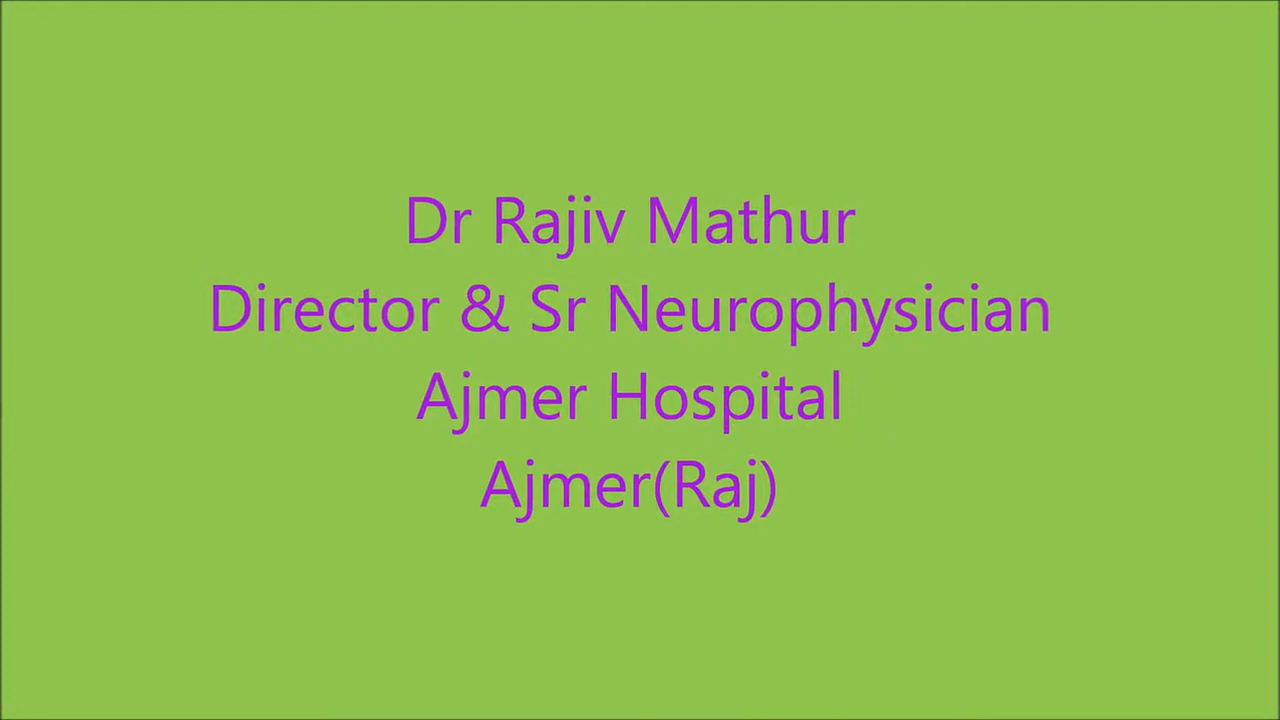 Dr Rajiv Mathur
Director & Sr Neurophysician
Ajmer Hospital
Ajmer(Raj)